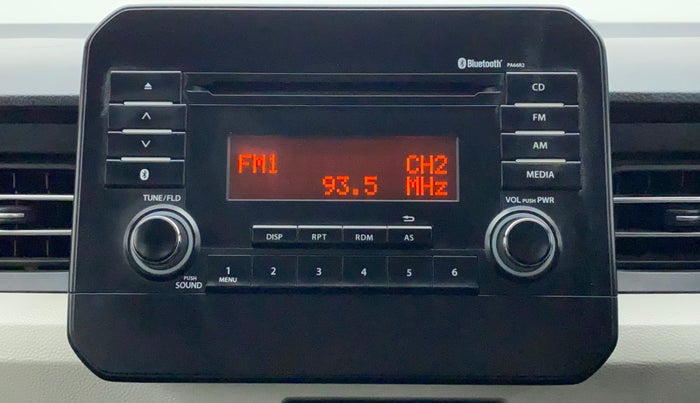 Bluetooth PA66R2
CD
FM
AM
MEDIA
FM1 CH2
93.5 MHz
TUNE/FLD
VOL PUSH PWR
DISP RPT RDM AS
PUSH
SOUND
1 2 3 4 5 6
MENU